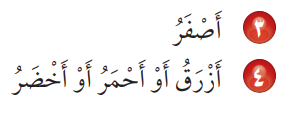 ٣ أَصْفَرُ
٤ أَزْرَقُ أَوْ أَحْمَرُ أَوْ أَخْضَرُ